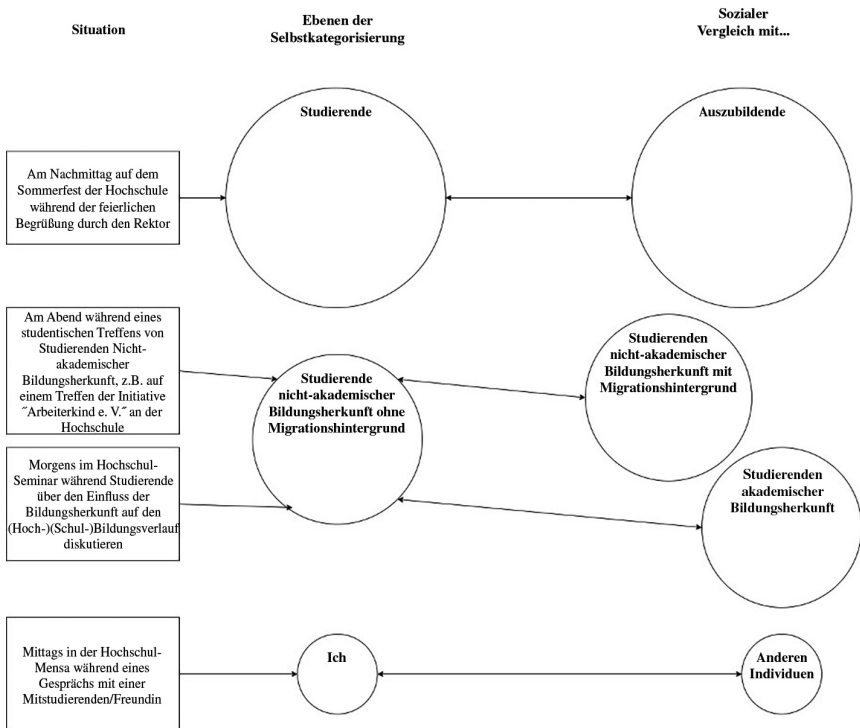 Situation
Ebenen der
Selbstkategorisierung
Sozialer
Vergleich mit...
Am Nachmittag auf dem
Sommerfest der Hochschule
während der feierlichen
Begrüßung durch den Rektor
Studierende
Auszubildende
Am Abend während eines
studentischen Treffens von
Studierenden Nicht-
akademischer
Bildungsherkunft, z.B. auf
einem Treffen der Initiative
˝Arbeiterkind e. V.˝ an der
Hochschule
Studierende
nicht-akademischer
Bildungsherkunft ohne
Migrationshintergrund
Studierenden
nicht-akademischer
Bildungsherkunft mit
Migrationshintergrund
Morgens im Hochschul-
Seminar während Studierende
über den Einfluss der
Bildungsherkunft auf den
(Hoch-)(Schul-)Bildungsverlauf
diskutieren
Studierenden
akademischer
Bildungsherkunft
Mittags in der Hochschul-
Mensa während eines
Gesprächs mit einer
Mitstudierenden/Freundin
Ich
Anderen
Individuen